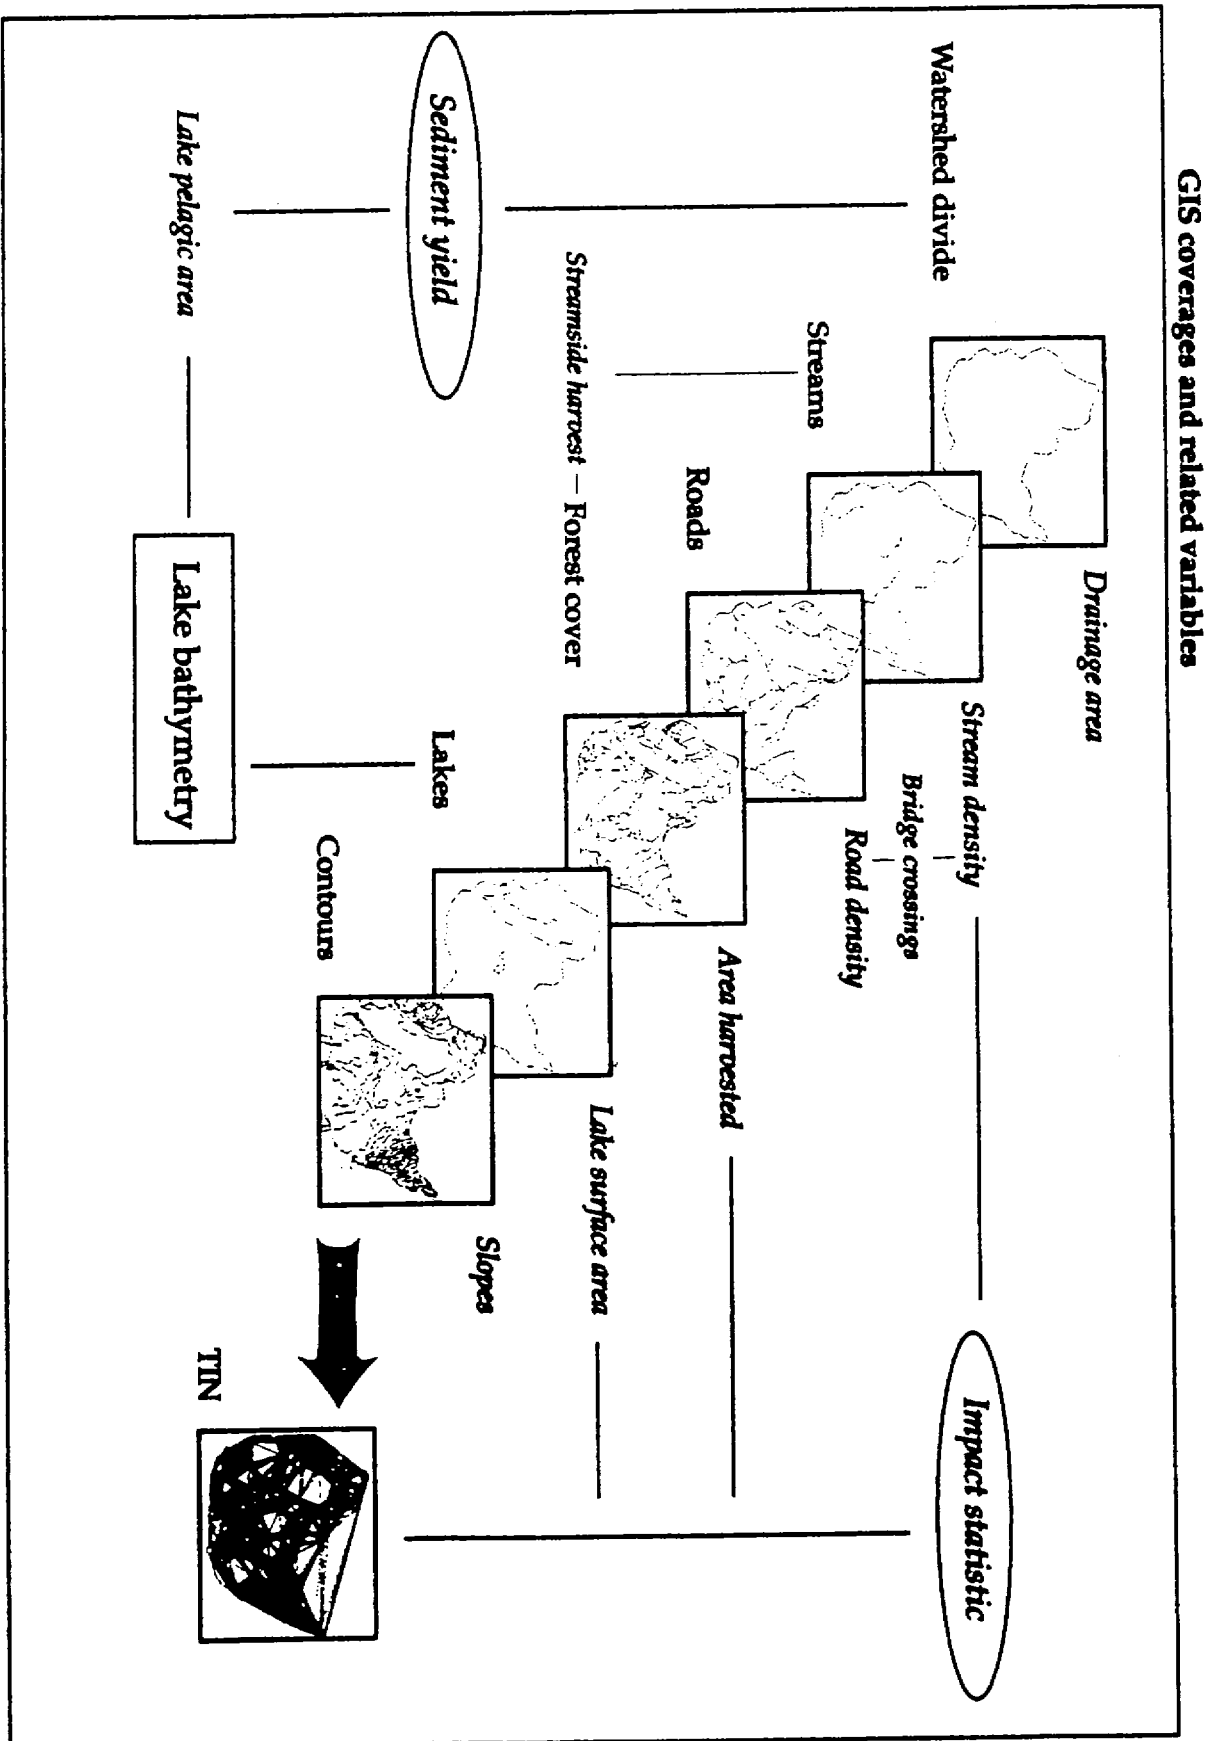 GIS coverages and related variables
Watershed divide
Drainage area
Streams
Stream density
Bridge crossings
Roads
Road density
Impact statistic
Streamside harvest — Forest cover
Area harvested
Sediment yield
Lakes
Lake surface area
Contours
Slopes
Lake pelagic area
Lake bathymetry
TIN